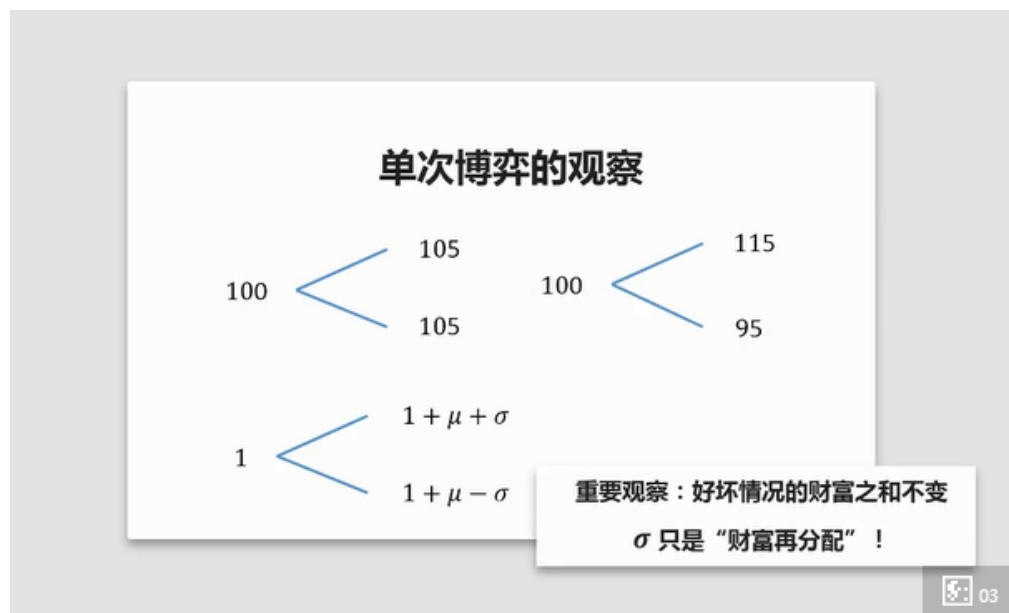 单次博弈的观察
100
105
105
100
115
95
1
1 + μ + σ
1 + μ − σ
重要观察：好坏情况的财富之和不变
σ 只是“财富再分配”！
03